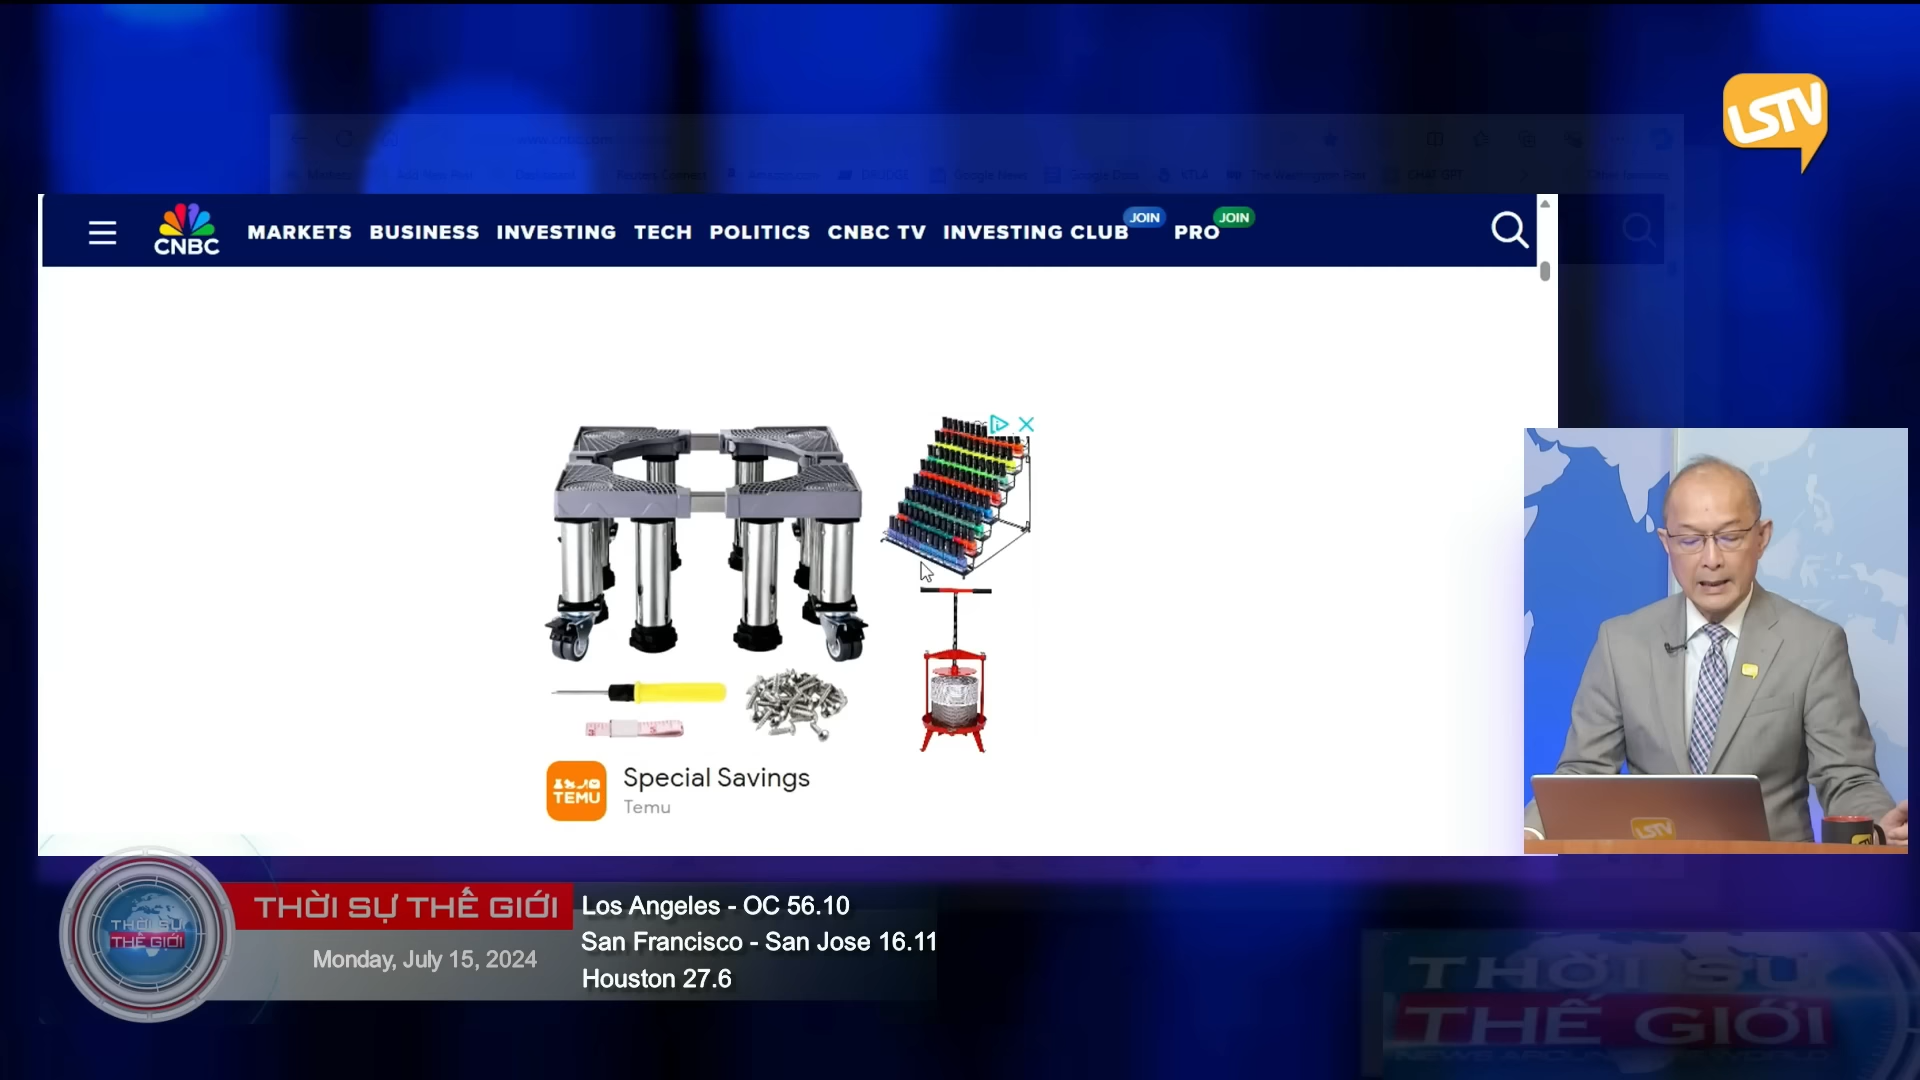 LSTV
CNBC
MARKETS BUSINESS INVESTING TECH POLITICS CNBC TV INVESTING CLUB JOIN PRO JOIN
TEMU
Special Savings
Temu
LSTV
THỜI SỰ THẾ GIỚI
THỜI SỰ
THẾ GIỚI
Monday, July 15, 2024
Los Angeles - OC 56.10
San Francisco - San Jose 16.11
Houston 27.6
THỜI SỰ
THẾ GIỚI